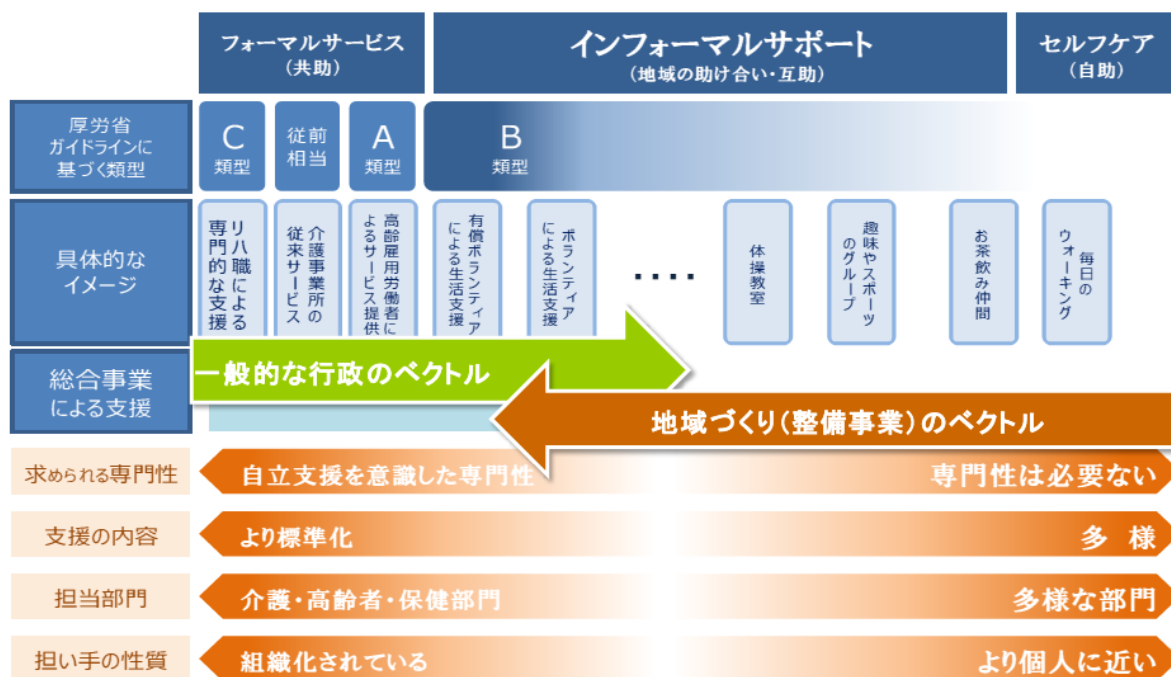 フォーマルサービス
(共助)
インフォーマルサポート
(地域の助け合い・互助)
セルフケア
(自助)
厚労省
ガイドラインに
基づく類型
C
類型
従前
相当
A
類型
B
類型
具体的な
イメージ
リハ職による
専門的な支援
介護事業所の
従来サービス
高齢雇用労働者に
よるサービス提供
有償ボランティア
による生活支援
ボランティア
による生活支援
････
体操教室
趣味やスポーツ
のグループ
お茶飲み仲間
毎日の
ウォーキング
総合事業
による支援
一般的な行政のベクトル
地域づくり(整備事業)のベクトル
求められる専門性
自立支援を意識した専門性
専門性は必要ない
支援の内容
より標準化
多 様
担当部門
介護・高齢者・保健部門
多様な部門
担い手の性質
組織化されている
より個人に近い